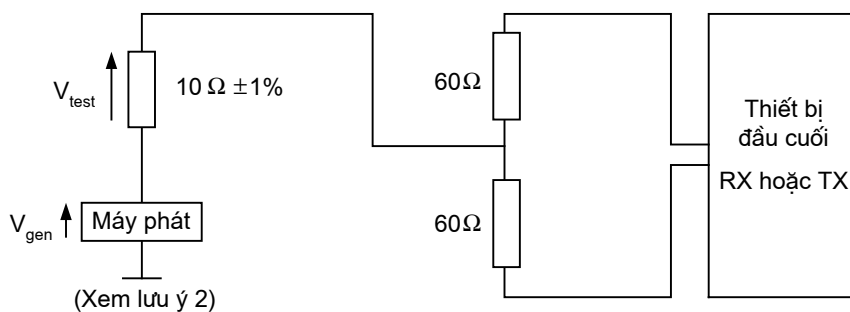 V_test
10 Ω ±1%
V_gen
Máy phát
(Xem lưu ý 2)
60Ω
60Ω
Thiết bị
đầu cuối
RX hoặc TX